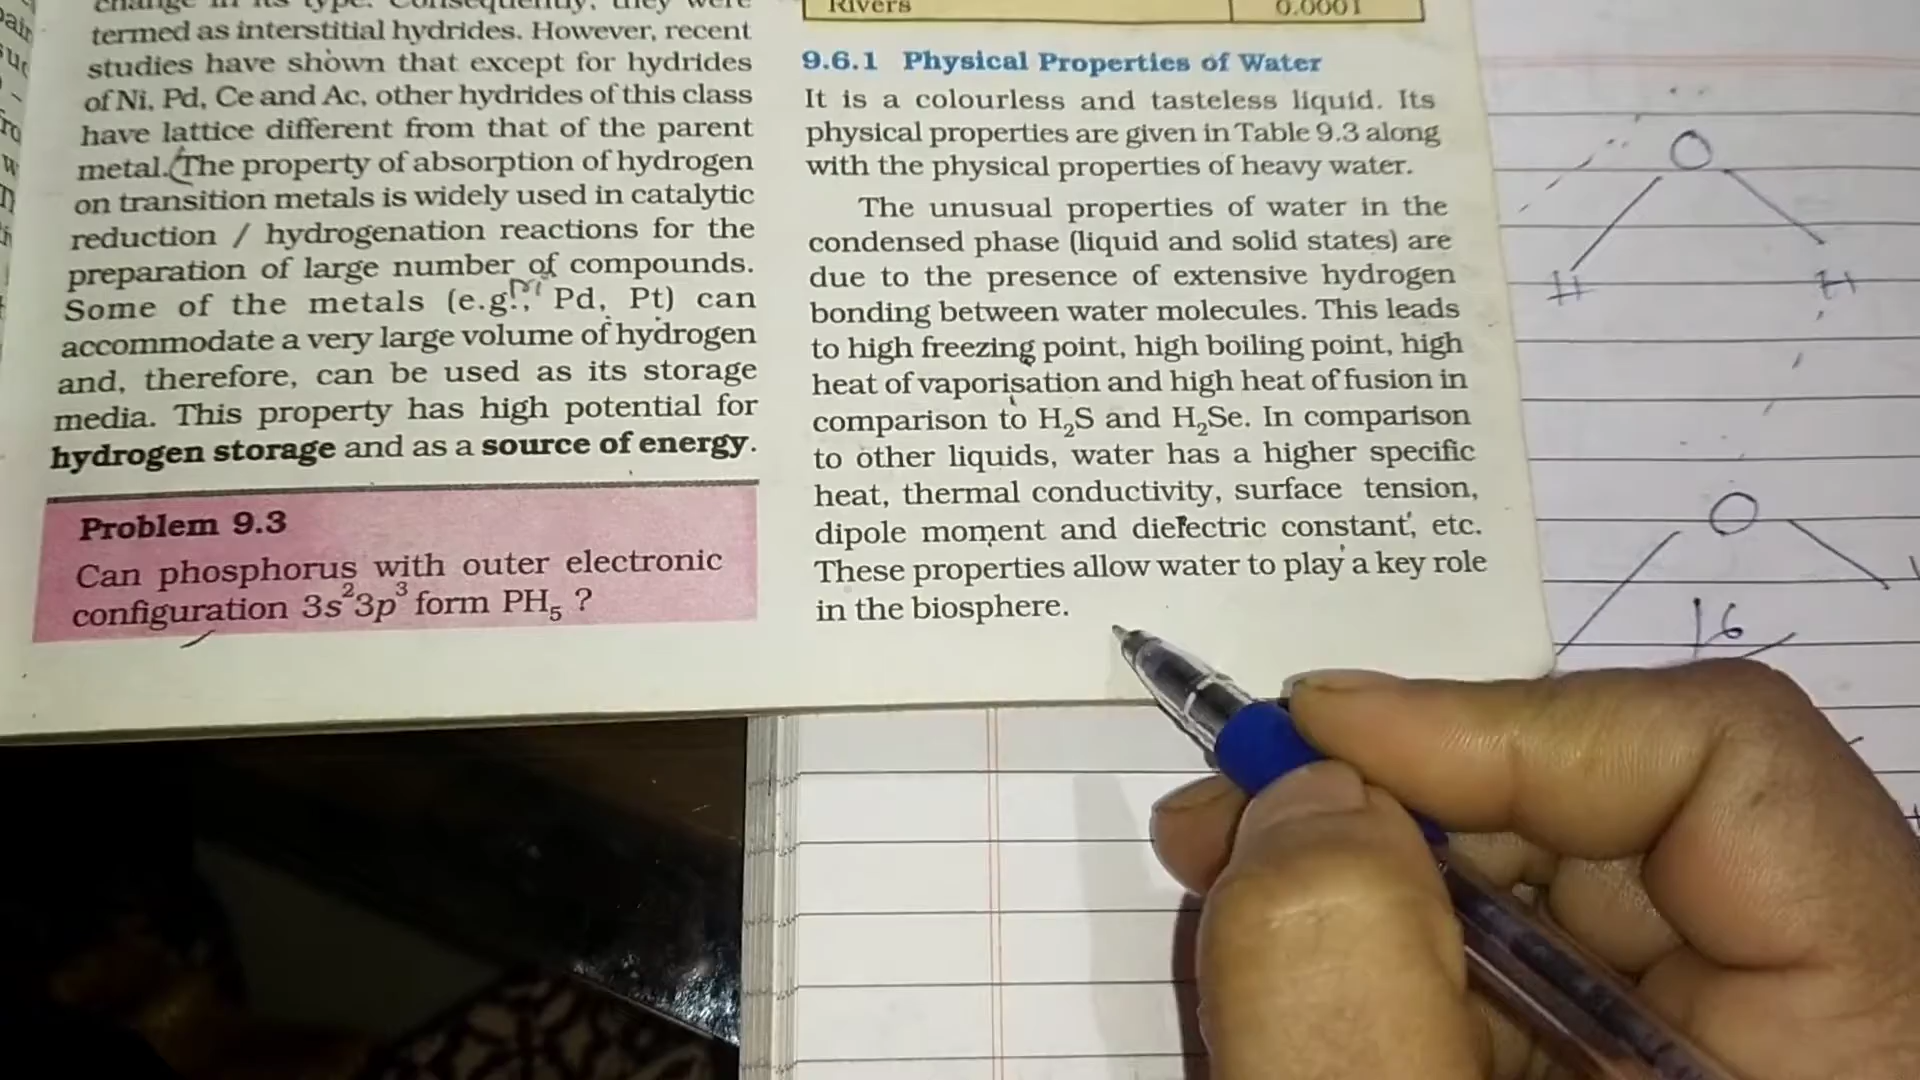 termed as interstitial hydrides. However, recent
studies have shown that except for hydrides
of Ni, Pd, Ce and Ac, other hydrides of this class
have lattice different from that of the parent
metal. (The property of absorption of hydrogen
on transition metals is widely used in catalytic
reduction / hydrogenation reactions for the
preparation of large number of compounds.
Some of the metals (e.g., Pd, Pt) can
accommodate a very large volume of hydrogen
and, therefore, can be used as its storage
media. This property has high potential for
hydrogen storage and as a source of energy.
Problem 9.3
Can phosphorus with outer electronic
configuration 3s²3p³ form PH₅ ?
Rivers 0.0001
9.6.1 Physical Properties of Water
It is a colourless and tasteless liquid. Its
physical properties are given in Table 9.3 along
with the physical properties of heavy water.
The unusual properties of water in the
condensed phase (liquid and solid states) are
due to the presence of extensive hydrogen
bonding between water molecules. This leads
to high freezing point, high boiling point, high
heat of vaporisation and high heat of fusion in
comparison to H₂S and H₂Se. In comparison
to other liquids, water has a higher specific
heat, thermal conductivity, surface tension,
dipole moment and dielectric constant, etc.
These properties allow water to play a key role
in the biosphere.
O
H H
O
16